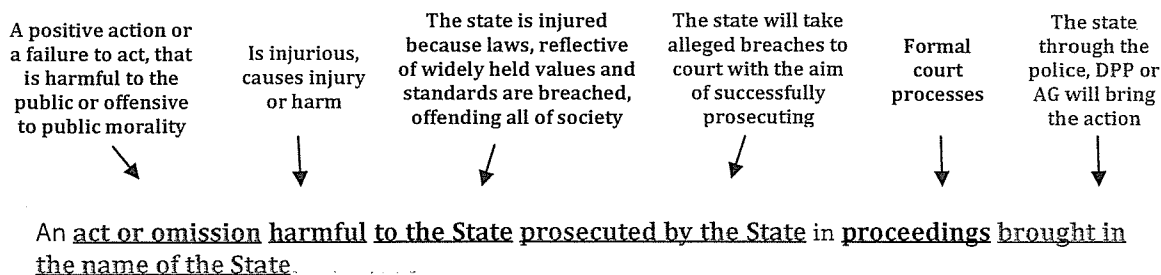 A positive action or
a failure to act, that
is harmful to the
public or offensive
to public morality
Is injurious,
causes injury
or harm
The state is injured
because laws, reflective
of widely held values and
standards are breached,
offending all of society
The state will take
alleged breaches to
court with the aim
of successfully
prosecuting
Formal
court
processes
The state
through the
police, DPP or
AG will bring
the action
An act or omission harmful to the State prosecuted by the State in proceedings brought in
the name of the State